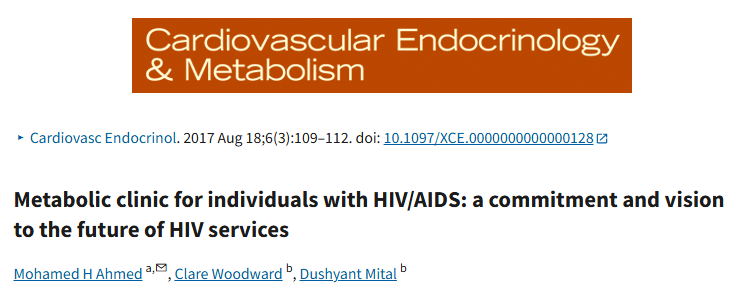 Cardiovascular Endocrinology
& Metabolism
▸ Cardiovasc Endocrinol. 2017 Aug 18;6(3):109–112. doi: 10.1097/XCE.0000000000000128
Metabolic clinic for individuals with HIV/AIDS: a commitment and vision
to the future of HIV services
Mohamed H Ahmed a,✉, Clare Woodward b, Dushyant Mital b